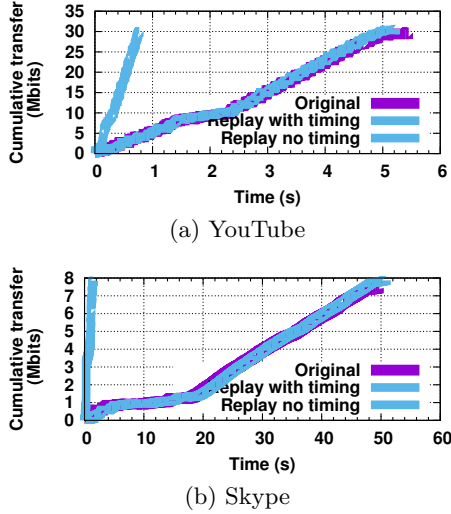 Cumulative transfer
(Mbits)
35
30
25
20
15
10
5
0
Original
Replay with timing
Replay no timing
0 1 2 3 4 5 6
Time (s)
(a) YouTube
Cumulative transfer
(Mbits)
8
7
6
5
4
3
2
1
0
Original
Replay with timing
Replay no timing
0 10 20 30 40 50 60
Time (s)
(b) Skype